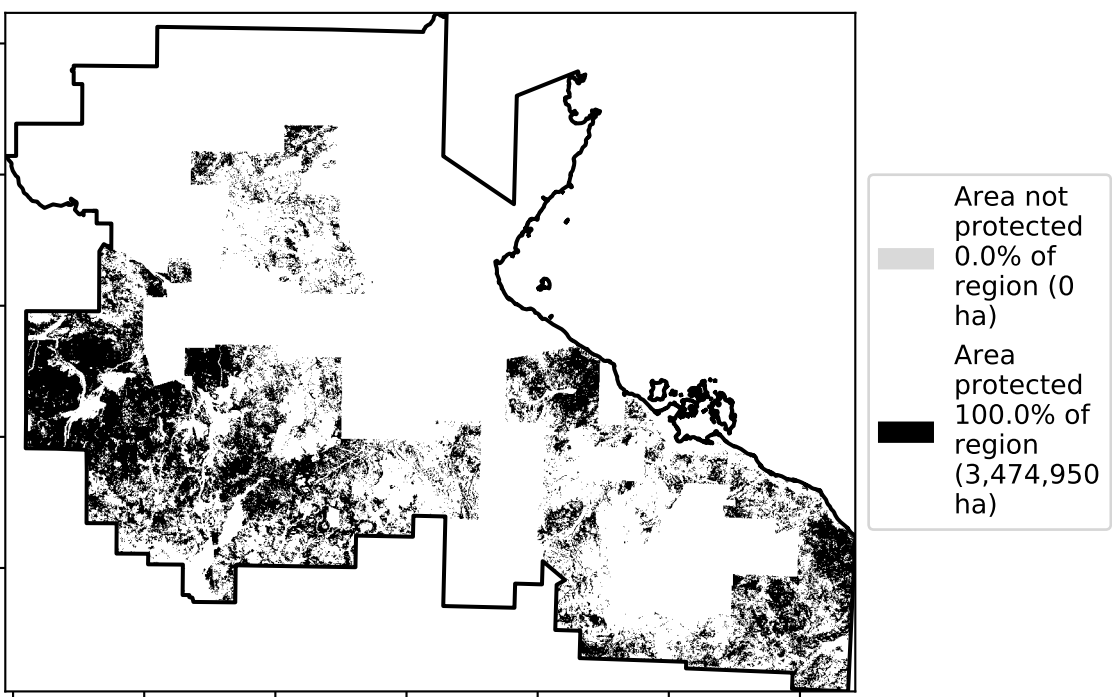 Area not
protected
0.0% of
region (0
ha)
Area
protected
100.0% of
region
(3,474,950
ha)